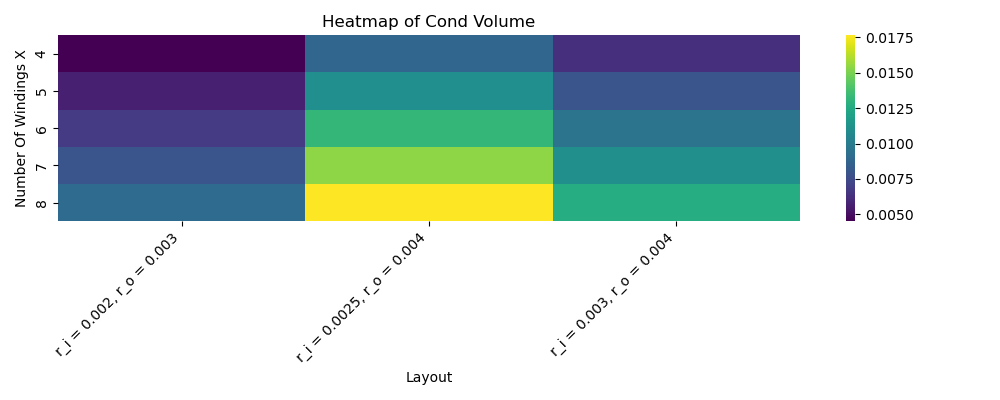 Heatmap of Cond Volume
Number Of Windings X
4
5
6
7
8
r_i = 0.002, r_o = 0.003
r_i = 0.0025, r_o = 0.004
r_i = 0.003, r_o = 0.004
Layout
0.0175
0.0150
0.0125
0.0100
0.0075
0.0050